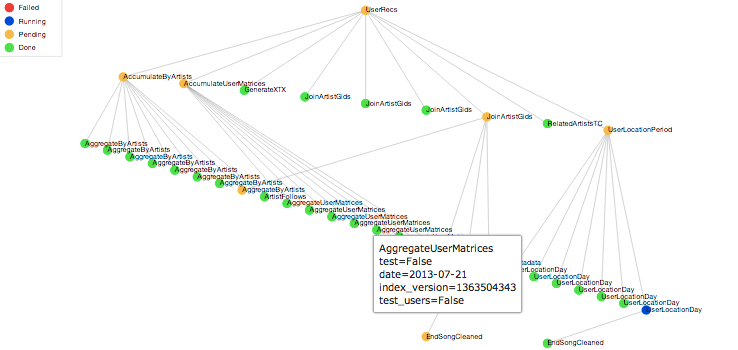 Failed
Running
Pending
Done
UserRecs
AccumulateByArtists
AccumulateUserMatrices
GenerateXTX
JoinArtistGids
JoinArtistGids
JoinArtistGids
JoinArtistGids
RelatedArtistsTC
UserLocationPeriod
AggregateByArtists
AggregateByArtists
AggregateByArtists
AggregateByArtists
AggregateByArtists
AggregateByArtists
AggregateByArtists
AggregateByArtists
ArtistFollows
AggregateUserMatrices
AggregateUserMatrices
AggregateUserMatrices
AggregateUserMatrices
AggregateUserMatrices
AggregateUserMatrices
test=False
date=2013-07-21
index_version=1363504343
test_users=False
UserLocationDay
UserLocationDay
UserLocationDay
UserLocationDay
UserLocationDay
UserLocationDay
EndSongCleaned
EndSongCleaned